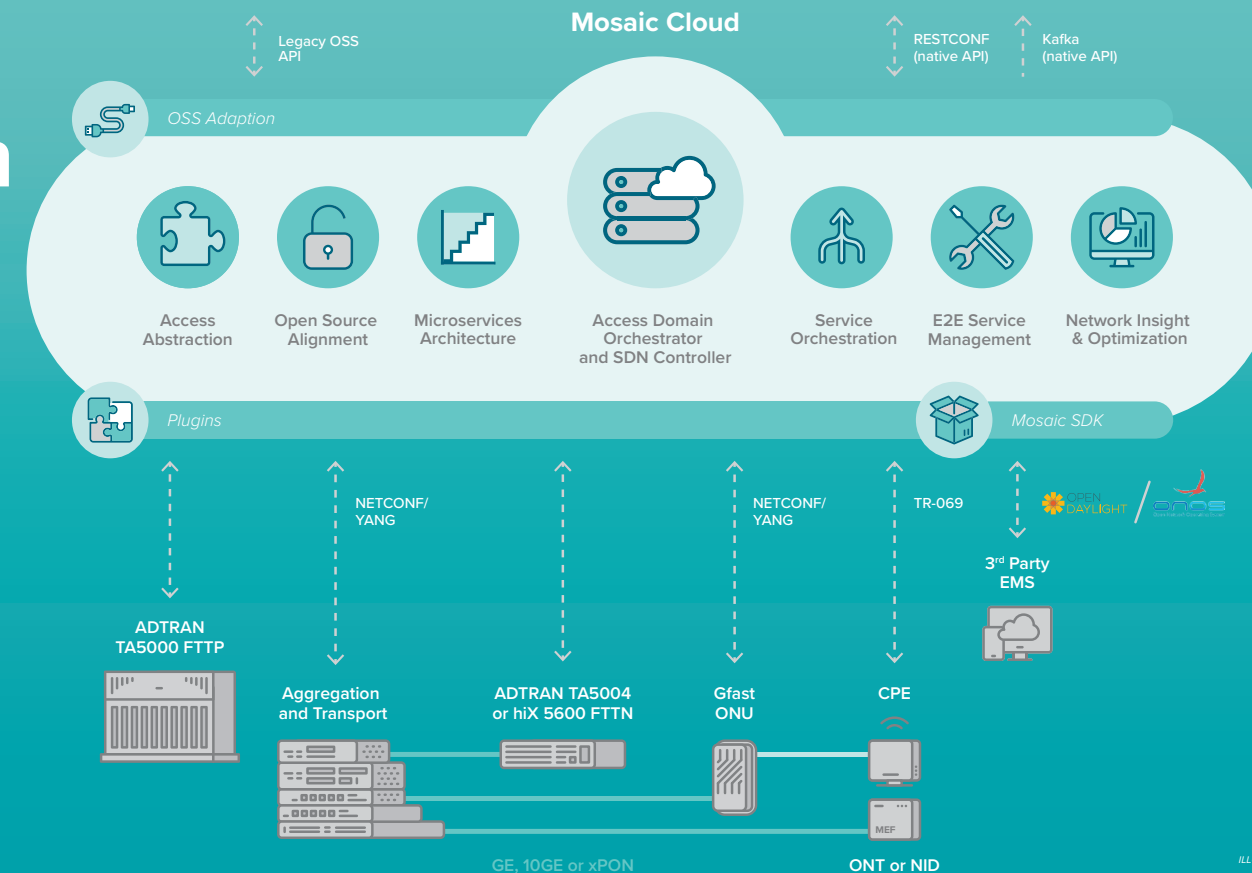 Mosaic Cloud
Legacy OSS
API
RESTCONF
(native API)
Kafka
(native API)
OSS Adaption
Access
Abstraction
Open Source
Alignment
Microservices
Architecture
Access Domain
Orchestrator
and SDN Controller
Service
Orchestration
E2E Service
Management
Network Insight
& Optimization
Plugins
Mosaic SDK
NETCONF/
YANG
NETCONF/
YANG
TR-069
OPEN
DAYLIGHT
onos
3rd Party
EMS
ADTRAN
TA5000 FTTP
Aggregation
and Transport
ADTRAN TA5004
or hiX 5600 FTTN
Gfast
ONU
CPE
MEF
GE, 10GE or xPON
ONT or NID
ILL